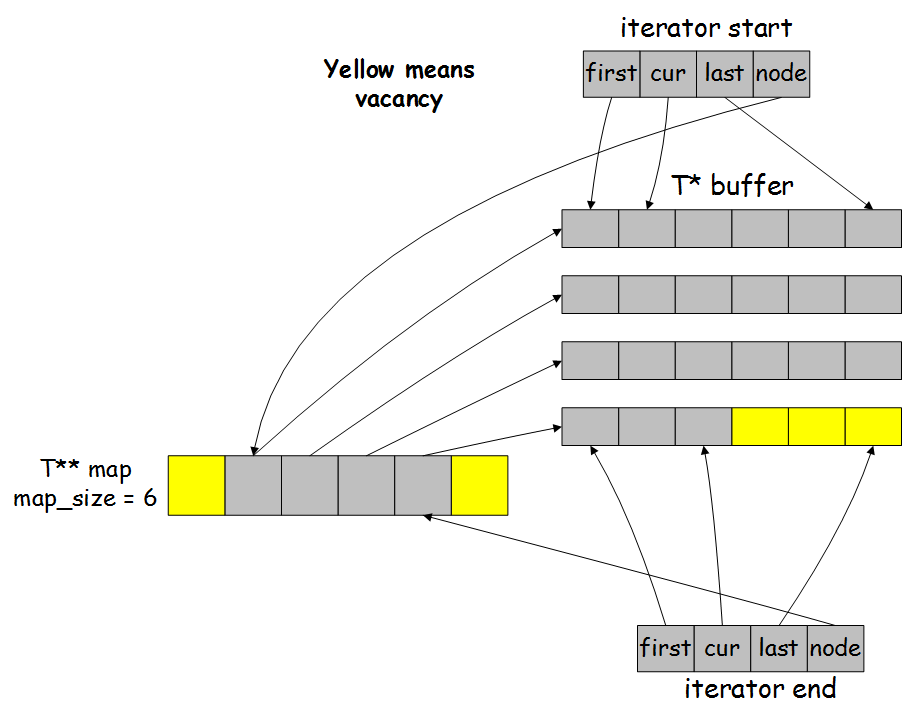 iterator start
first cur last node
Yellow means
vacancy
T* buffer
T** map
map_size = 6
first cur last node
iterator end